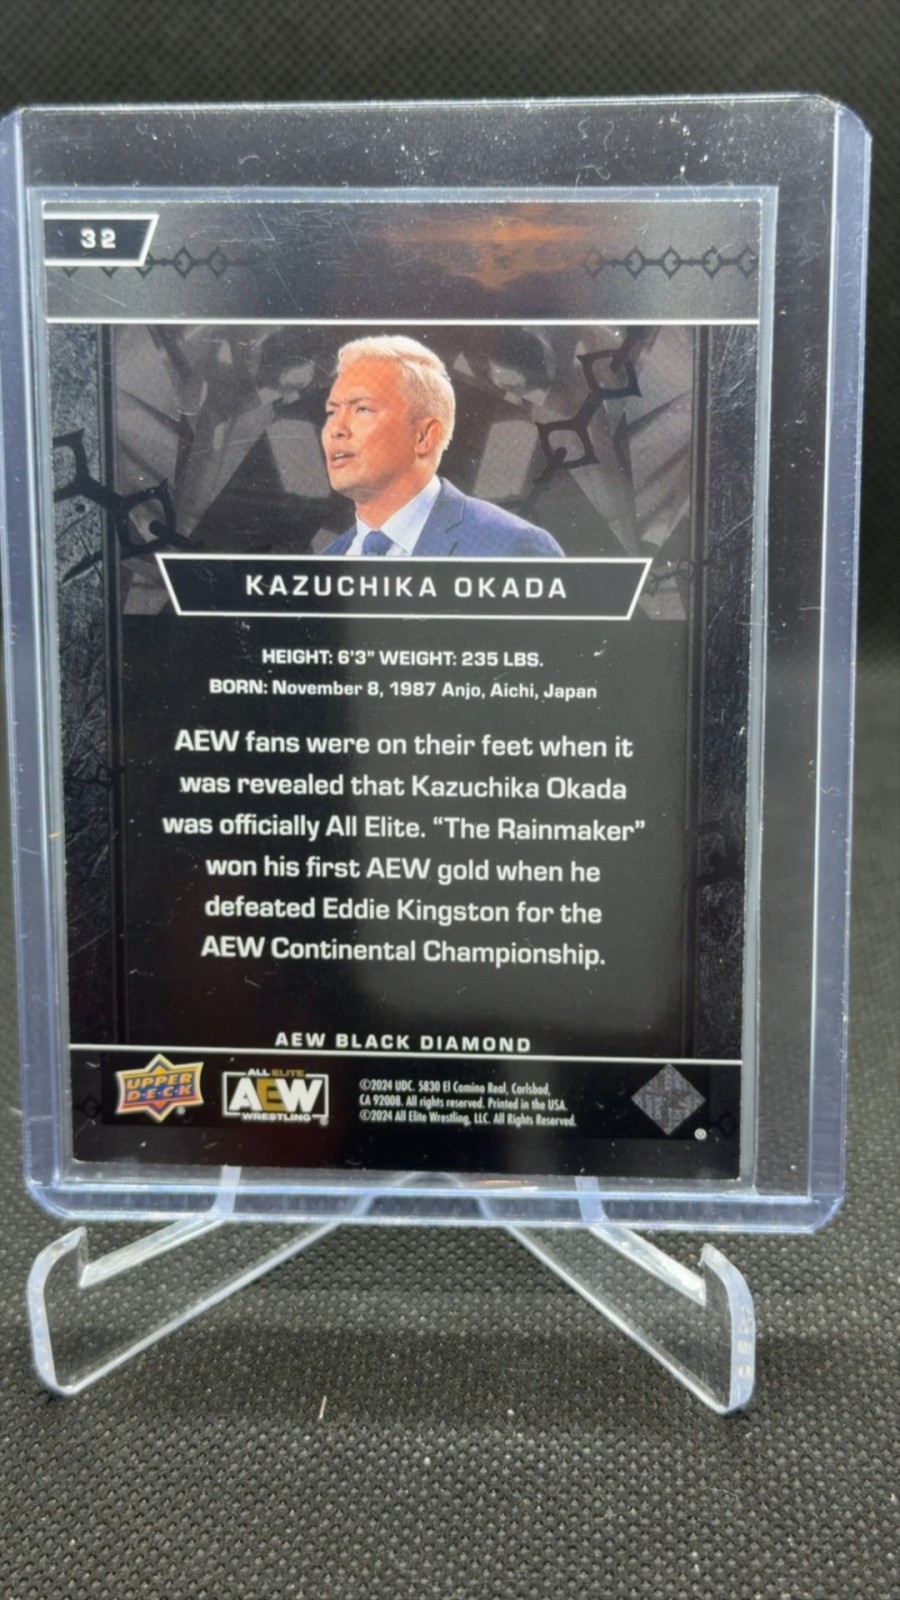 32
KAZUCHIKA OKADA
HEIGHT: 6'3" WEIGHT: 235 LBS.
BORN: November 8, 1987 Anjo, Aichi, Japan
AEW fans were on their feet when it
was revealed that Kazuchika Okada
was officially All Elite. “The Rainmaker”
won his first AEW gold when he
defeated Eddie Kingston for the
AEW Continental Championship.
AEW BLACK DIAMOND
UPPER
D·E·C·K
ALL ELITE
AEW
WRESTLING
©2024 UDC. 5830 El Camino Real, Carlsbad,
CA 92008. All rights reserved. Printed in the USA.
©2024 All Elite Wrestling, LLC. All Rights Reserved.